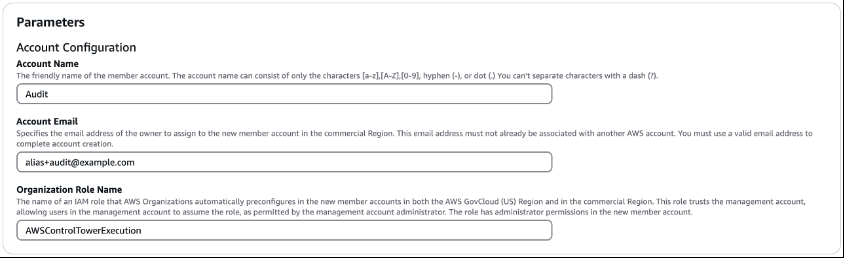 Parameters
Account Configuration
Account Name
The friendly name of the member account. The account name can consist of only the characters [a-z],[A-Z],[0-9], hyphen (-), or dot (.) You can't separate characters with a dash (?).
Audit
Account Email
Specifies the email address of the owner to assign to the new member account in the commercial Region. This email address must not already be associated with another AWS account. You must use a valid email address to
complete account creation.
alias+audit@example.com
Organization Role Name
The name of an IAM role that AWS Organizations automatically preconfigures in the new member accounts in both the AWS GovCloud (US) Region and in the commercial Region. This role trusts the management account,
allowing users in the management account to assume the role, as permitted by the management account administrator. The role has administrator permissions in the new member account.
AWSControlTowerExecution